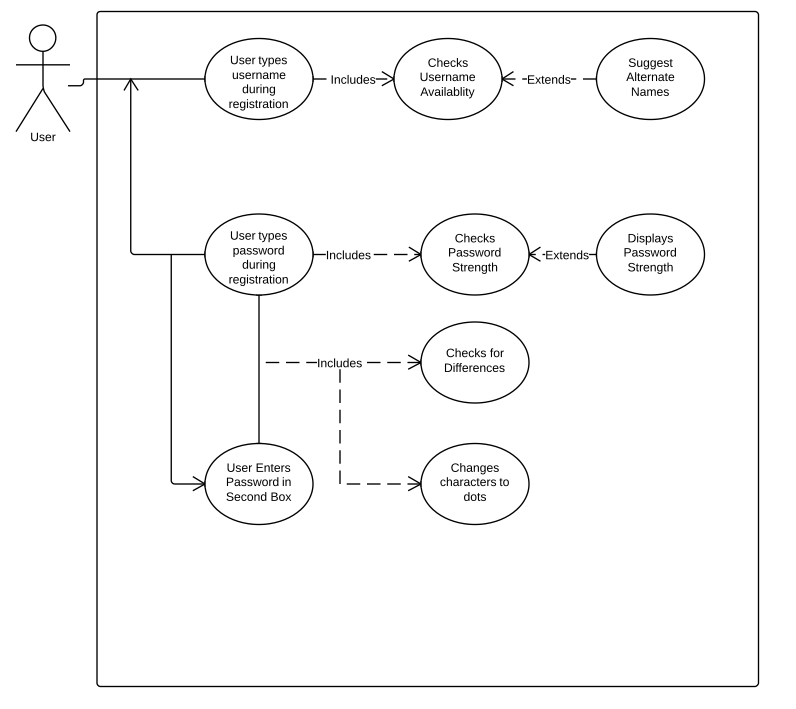 User
User types
username
during
registration
Includes
Checks
Username
Availablity
Extends
Suggest
Alternate
Names
User types
password
during
registration
Includes
Checks
Password
Strength
Extends
Displays
Password
Strength
Includes
Checks for
Differences
User Enters
Password in
Second Box
Changes
characters to
dots